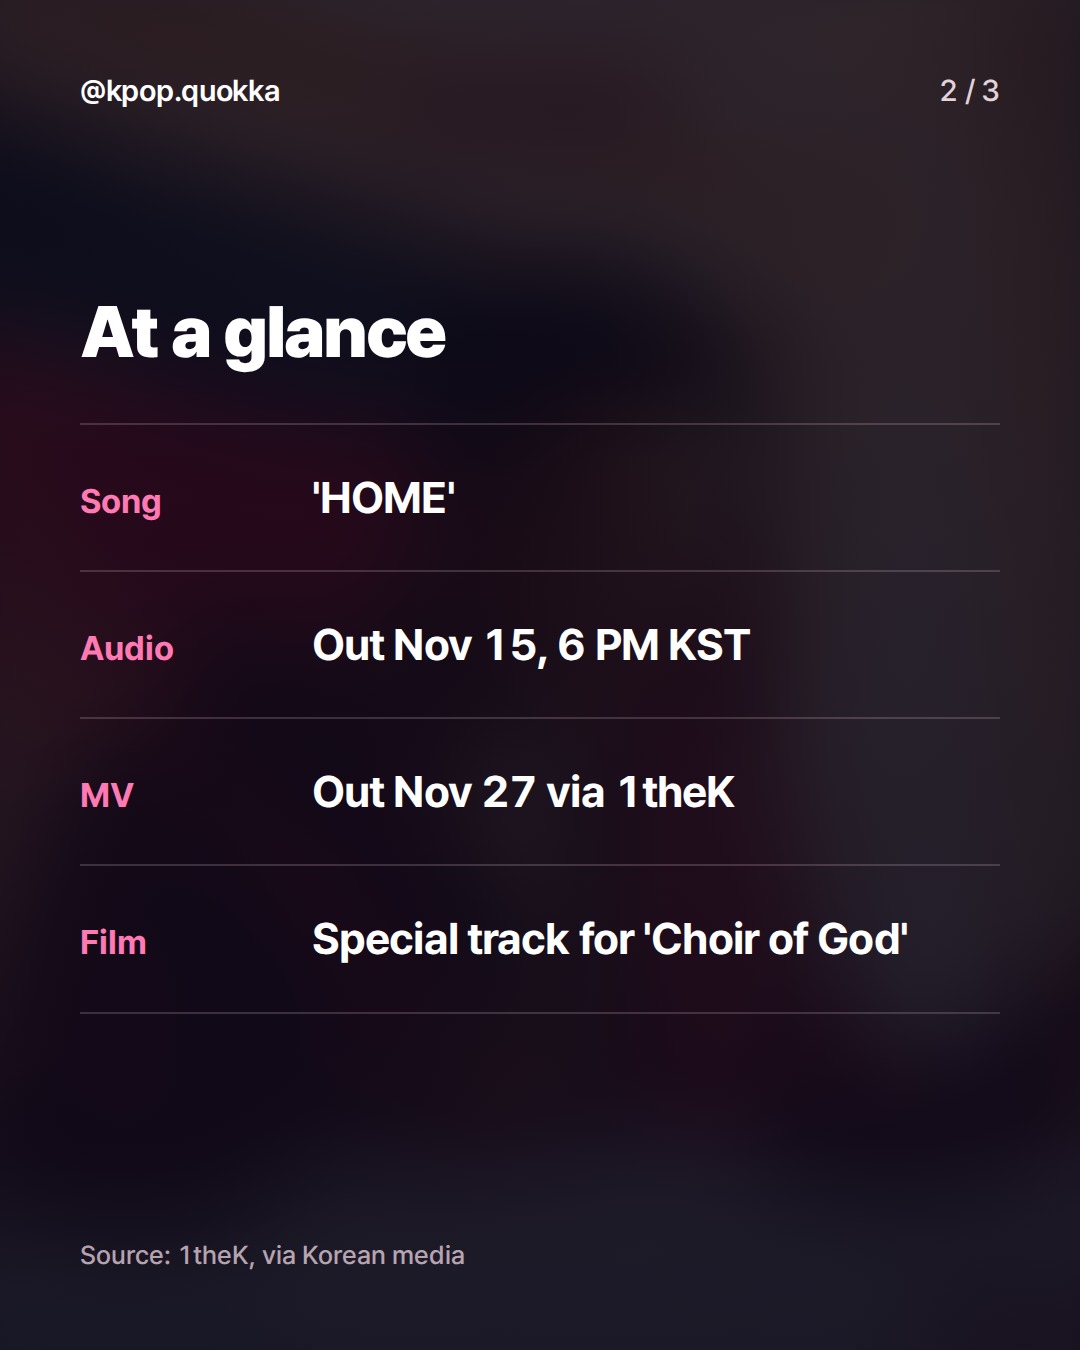 @kpop.quokka
2 / 3
At a glance
Song
'HOME'
Audio
Out Nov 15, 6 PM KST
MV
Out Nov 27 via 1theK
Film
Special track for 'Choir of God'
Source: 1theK, via Korean media